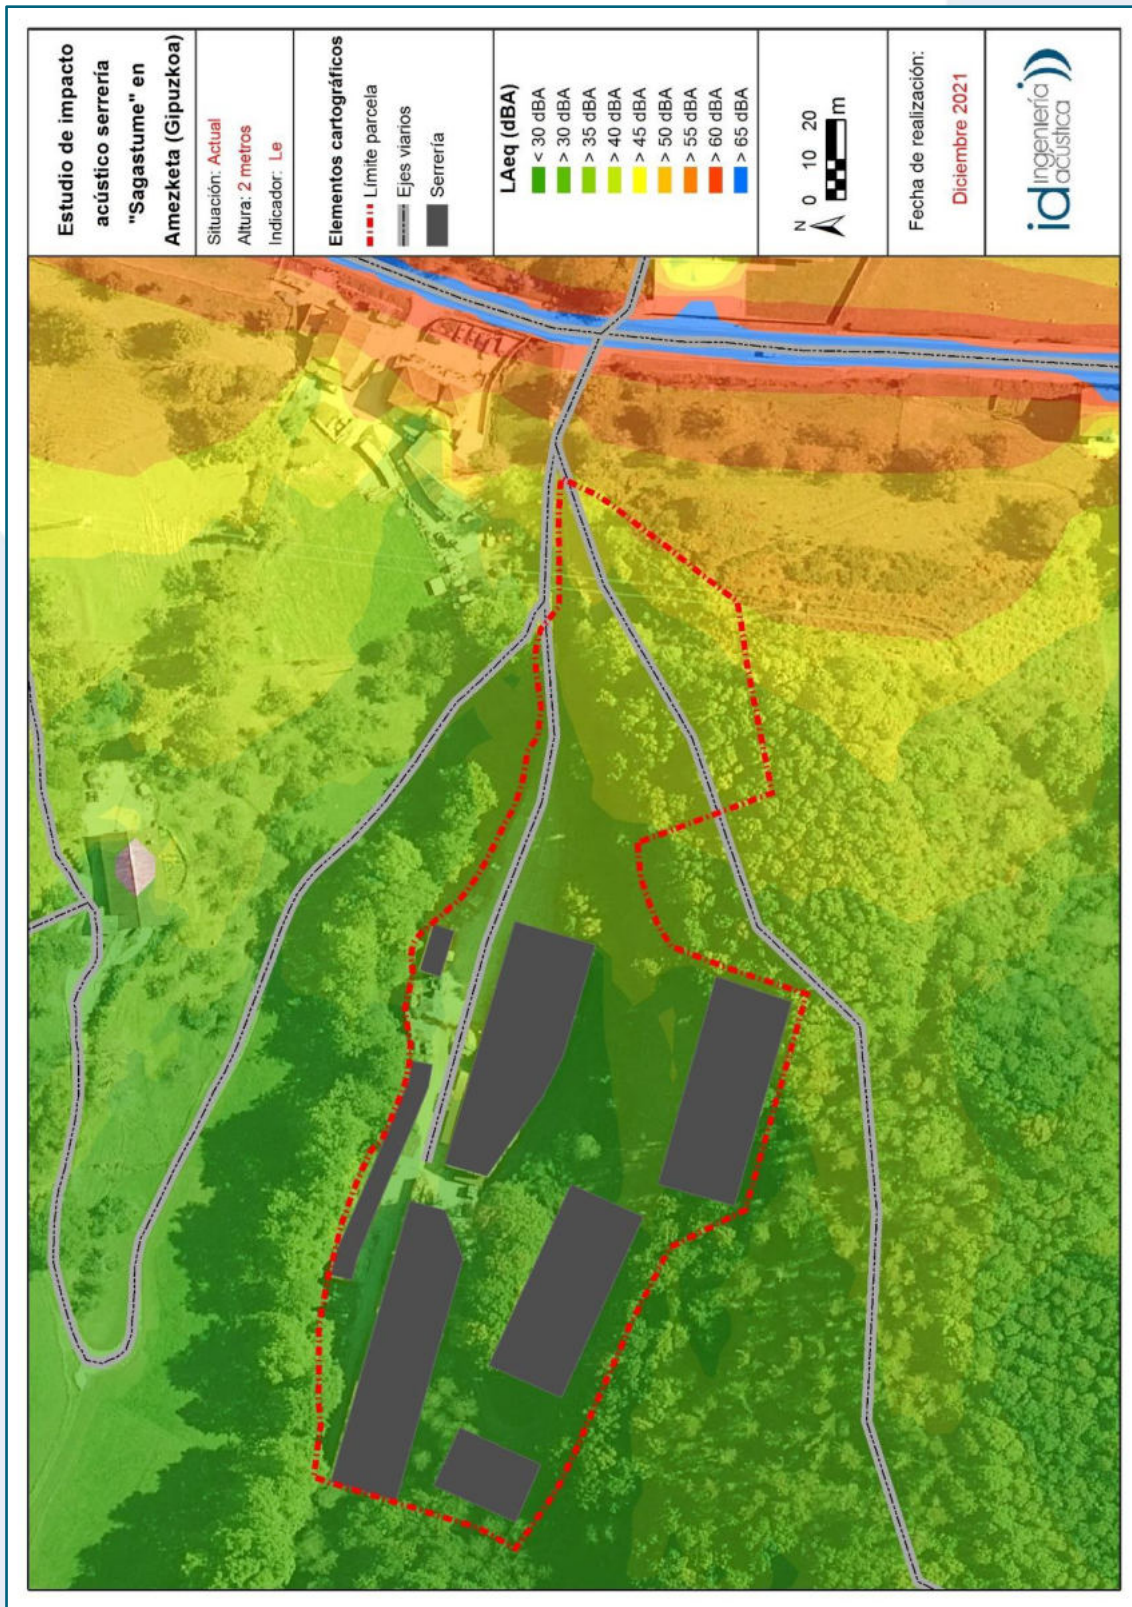 Estudio de impacto
acústico serrería
"Sagastume" en
Amezketa (Gipuzkoa)
Situación: Actual
Altura: 2 metros
Indicador: Le
Elementos cartográficos
Límite parcela
Ejes viarios
Serrería
LAeq (dBA)
< 30 dBA
> 30 dBA
> 35 dBA
> 40 dBA
> 45 dBA
> 50 dBA
> 55 dBA
> 60 dBA
> 65 dBA
N
0 10 20
m
Fecha de realización:
Diciembre 2021
id Ingeniería
acústica